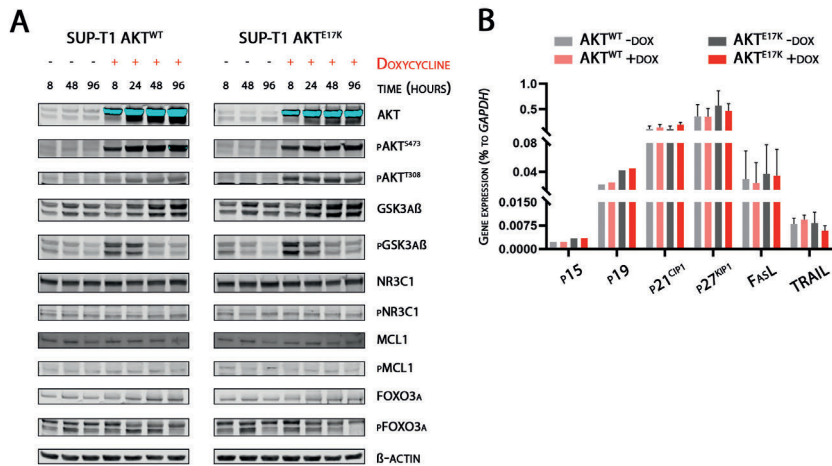 A
SUP-T1 AKTWT
SUP-T1 AKTE17K
- - - + + + +
- - - + + + +
DOXYCYCLINE
8 48 96 8 24 48 96
8 48 96 8 24 48 96
TIME (HOURS)
AKT
PAKTS473
PAKTT308
GSK3Aß
PGSK3Aß
NR3C1
PNR3C1
MCL1
PMCL1
FOXO3A
PFOXO3A
ß-ACTIN
B
AKTWT -DOX
AKTE17K -DOX
AKTWT +DOX
AKTE17K +DOX
GENE EXPRESSION (% TO GAPDH)
1.0
0.5
0.0
0.08
0.04
0.0150
0.0075
0.0000
P15
P19
P21CIP1
P27KIP1
FASL
TRAIL